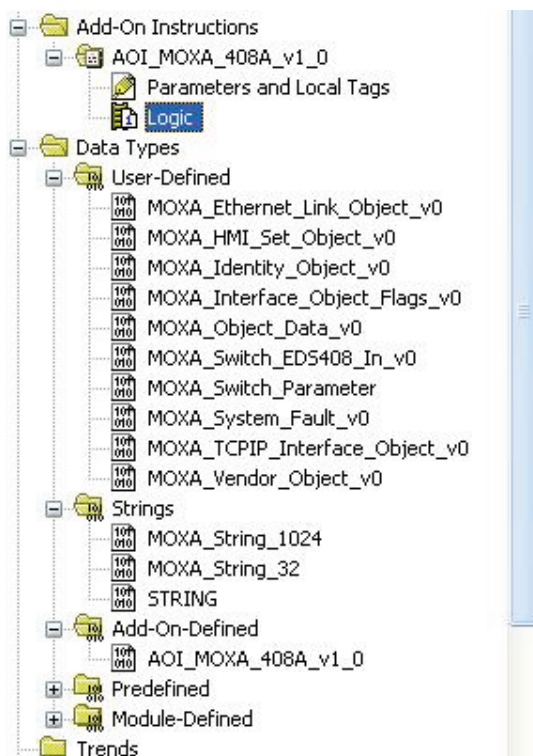 Add-On Instructions
AOI_MOXA_408A_v1_0
Parameters and Local Tags
Logic
Data Types
User-Defined
MOXA_Ethernet_Link_Object_v0
MOXA_HMI_Set_Object_v0
MOXA_Identity_Object_v0
MOXA_Interface_Object_Flags_v0
MOXA_Object_Data_v0
MOXA_Switch_EDS408_In_v0
MOXA_Switch_Parameter
MOXA_System_Fault_v0
MOXA_TCPIP_Interface_Object_v0
MOXA_Vendor_Object_v0
Strings
MOXA_String_1024
MOXA_String_32
STRING
Add-On-Defined
AOI_MOXA_408A_v1_0
Predefined
Module-Defined
Trends